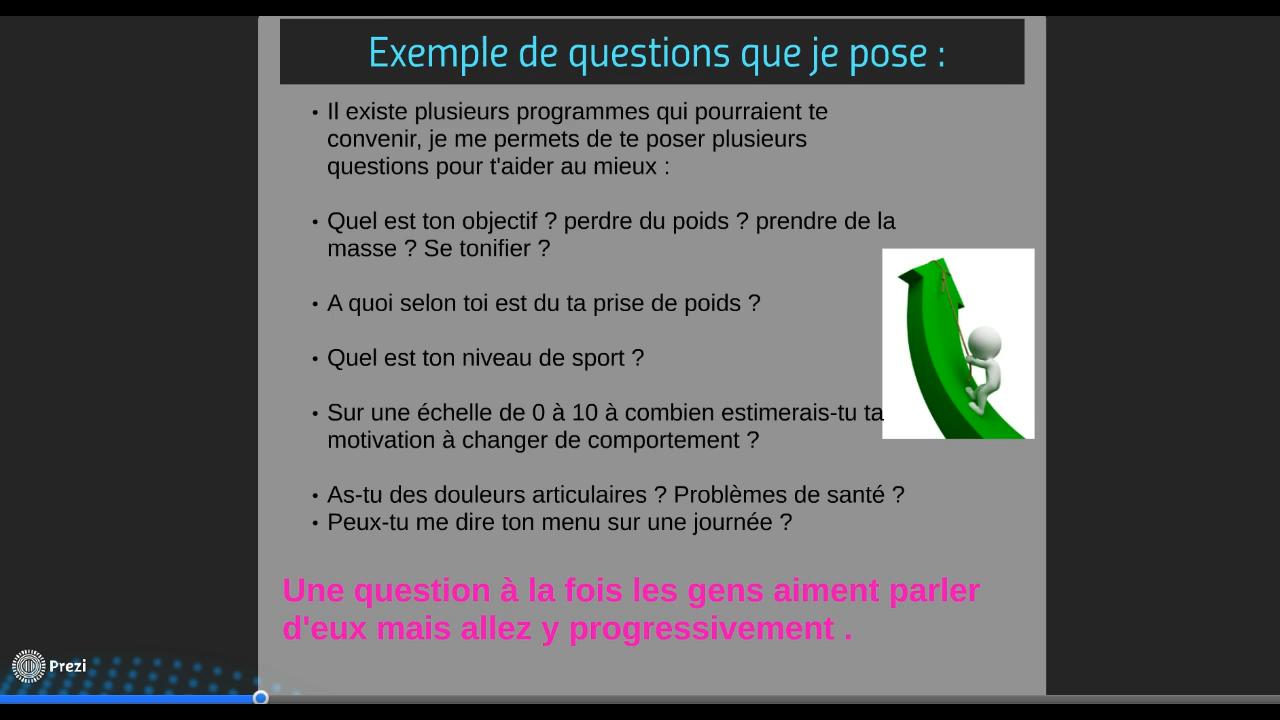 Exemple de questions que je pose :
• Il existe plusieurs programmes qui pourraient te
convenir, je me permets de te poser plusieurs
questions pour t'aider au mieux :
• Quel est ton objectif ? perdre du poids ? prendre de la
masse ? Se tonifier ?
• A quoi selon toi est du ta prise de poids ?
• Quel est ton niveau de sport ?
• Sur une échelle de 0 à 10 à combien estimerais-tu ta
motivation à changer de comportement ?
• As-tu des douleurs articulaires ? Problèmes de santé ?
• Peux-tu me dire ton menu sur une journée ?
Une question à la fois les gens aiment parler
d'eux mais allez y progressivement .
Prezi